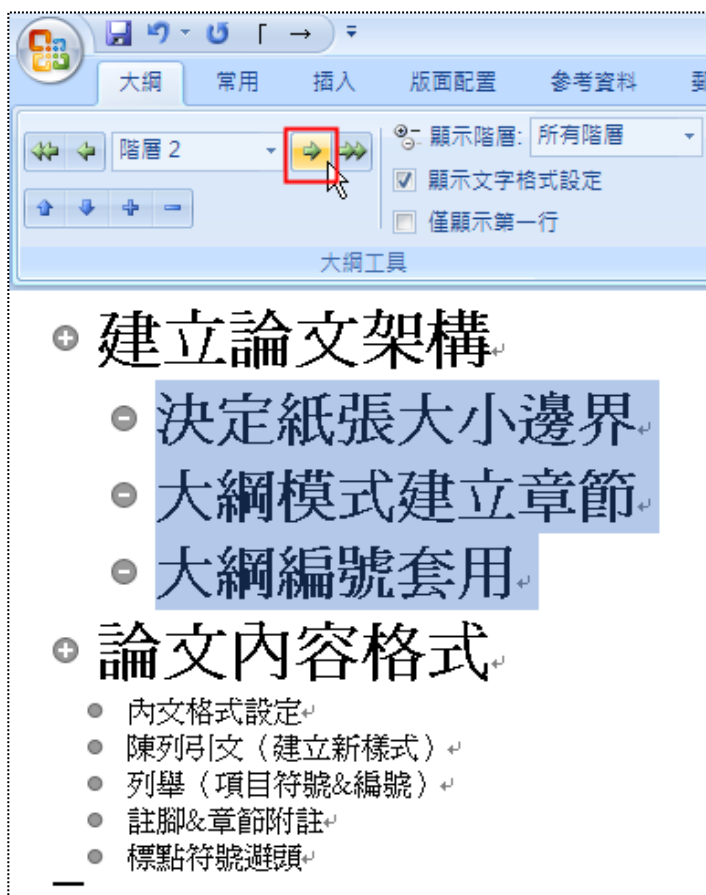 大綱 常用 插入 版面配置 參考資料
階層 2 顯示階層: 所有階層
顯示文字格式設定
僅顯示第一行
大綱工具
建立論文架構
決定紙張大小邊界
大綱模式建立章節
大綱編號套用
論文內容格式
內文格式設定
陳列引文（建立新樣式）
列舉（項目符號&編號）
註腳&章節附註
標點符號避頭